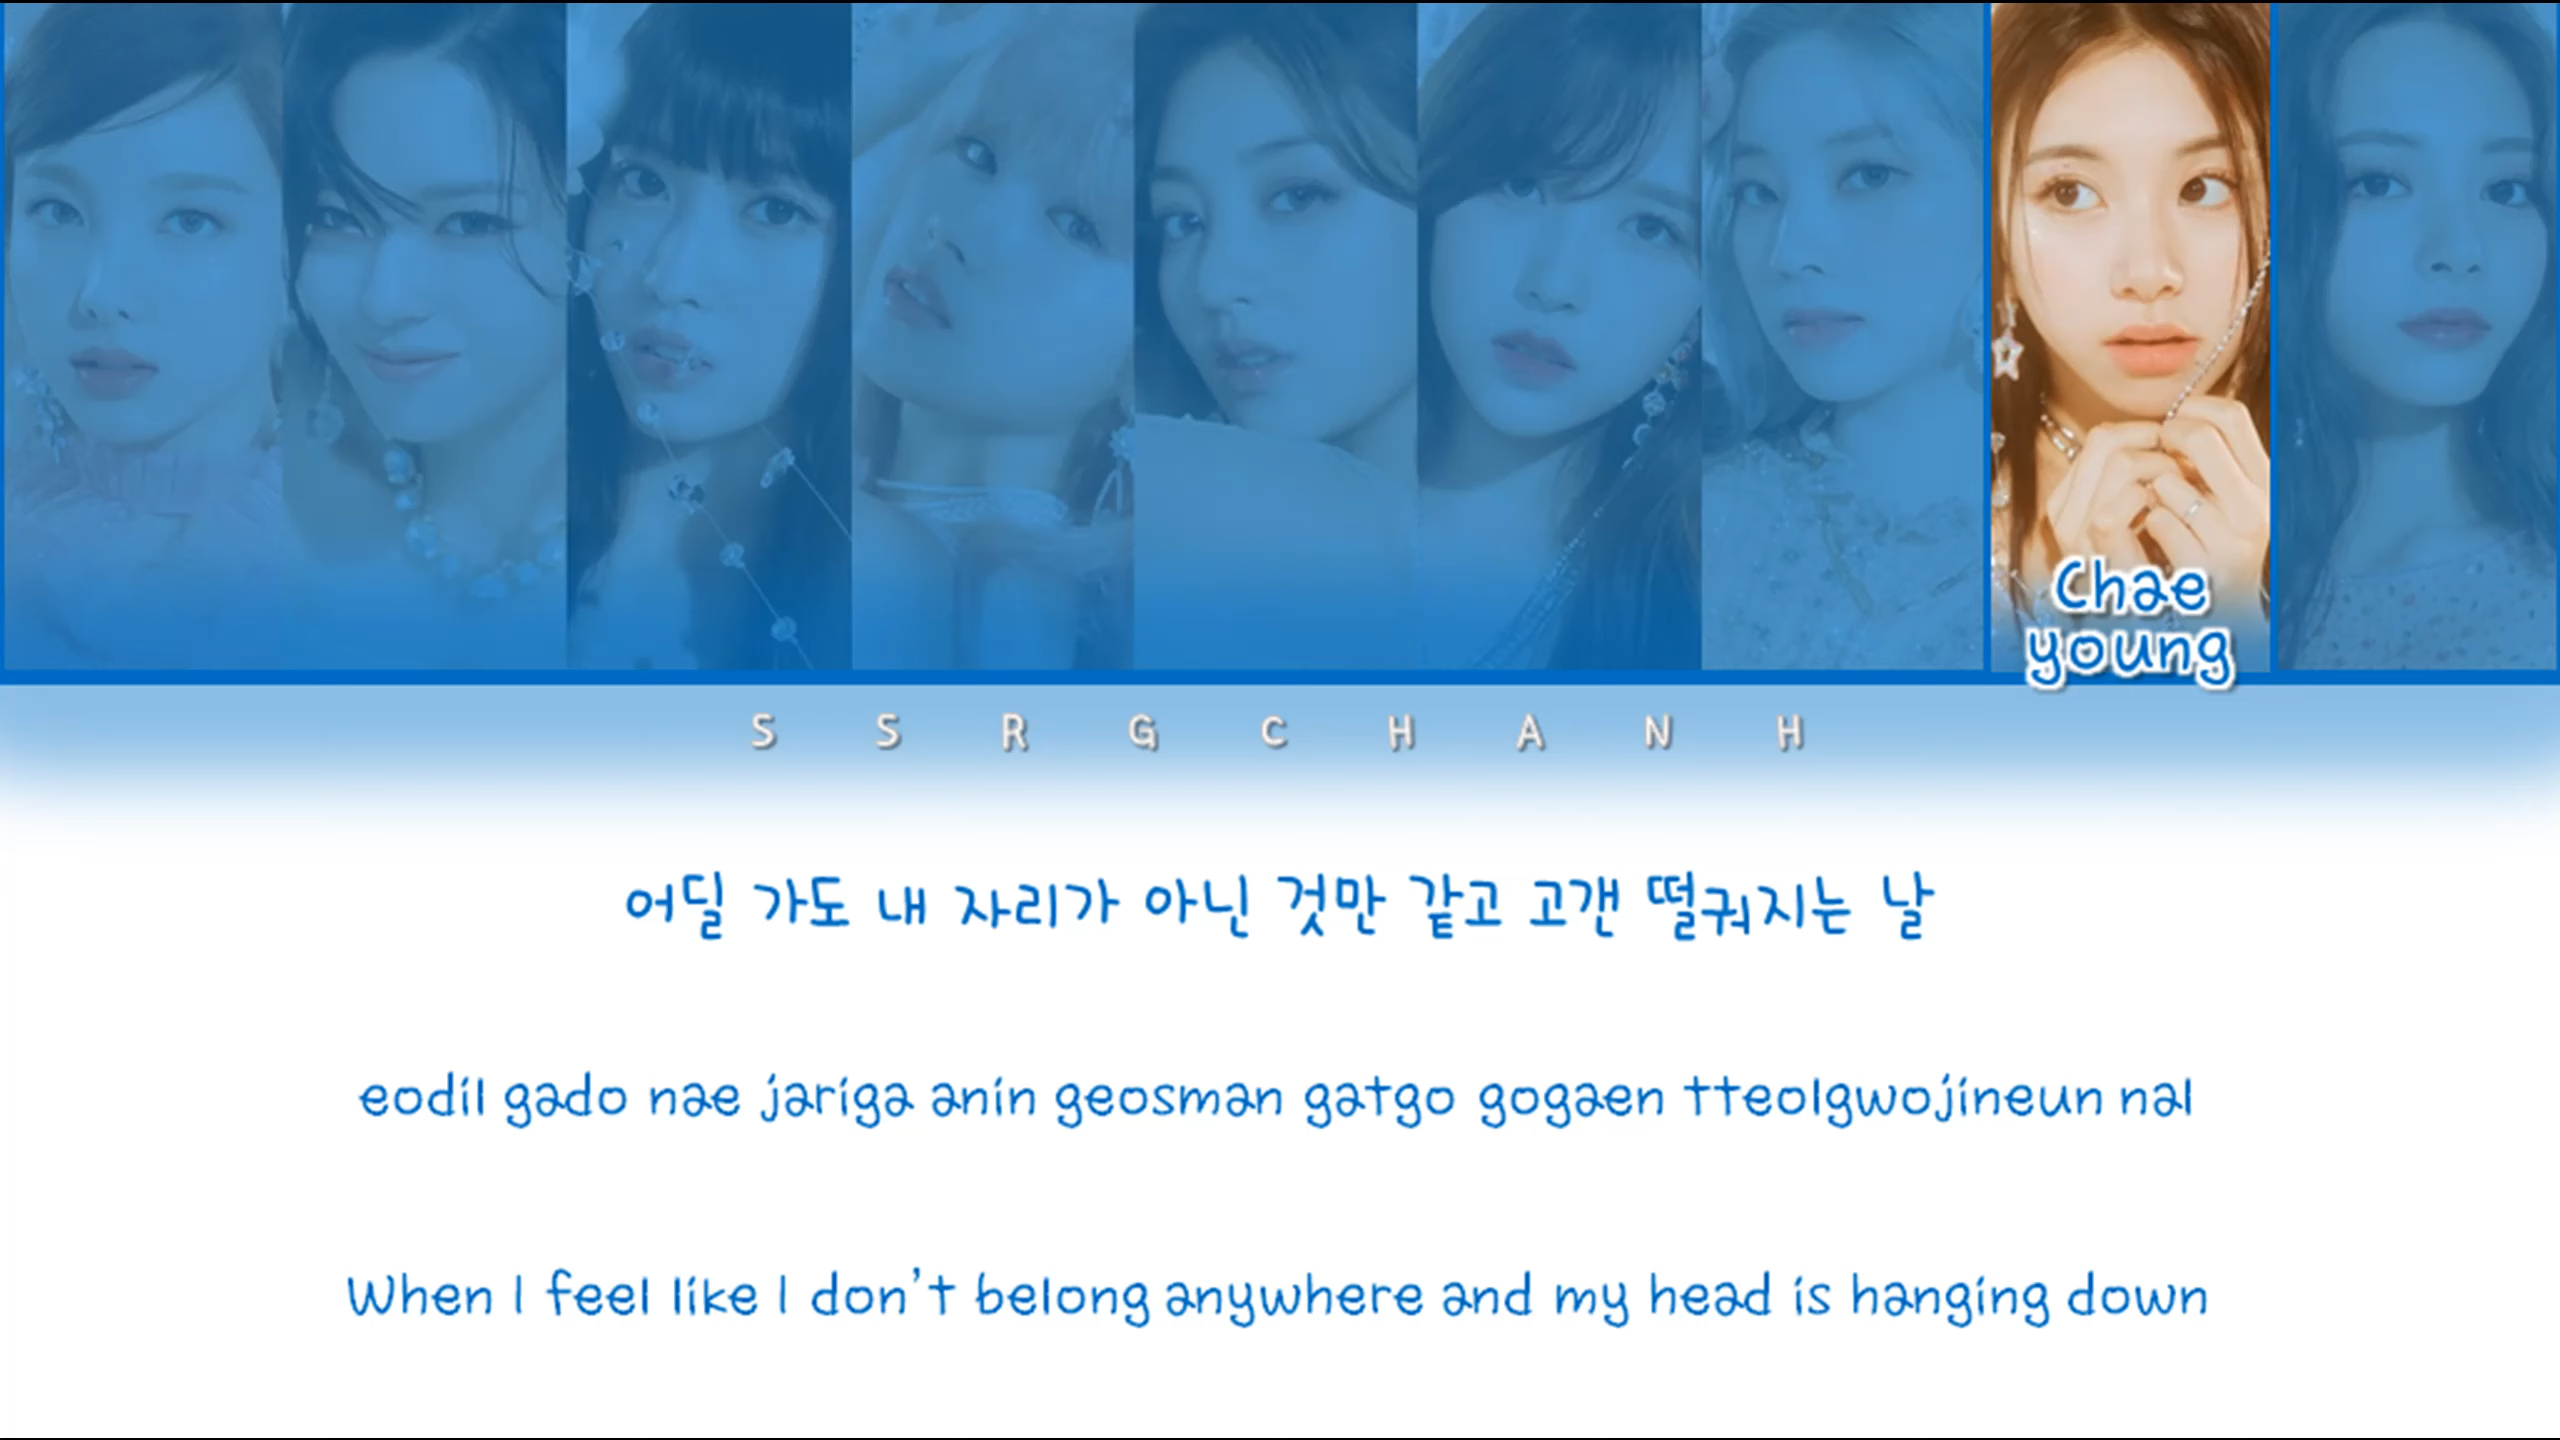 Chae
young
S S R G C H A N H
어딜 가도 내 자리가 아닌 것만 같고 고갠 떨궈지는 날
eodil gado nae jariga anin geosman gatgo gogaen tteolgwojineun nal
When I feel like I don't belong anywhere and my head is hanging down